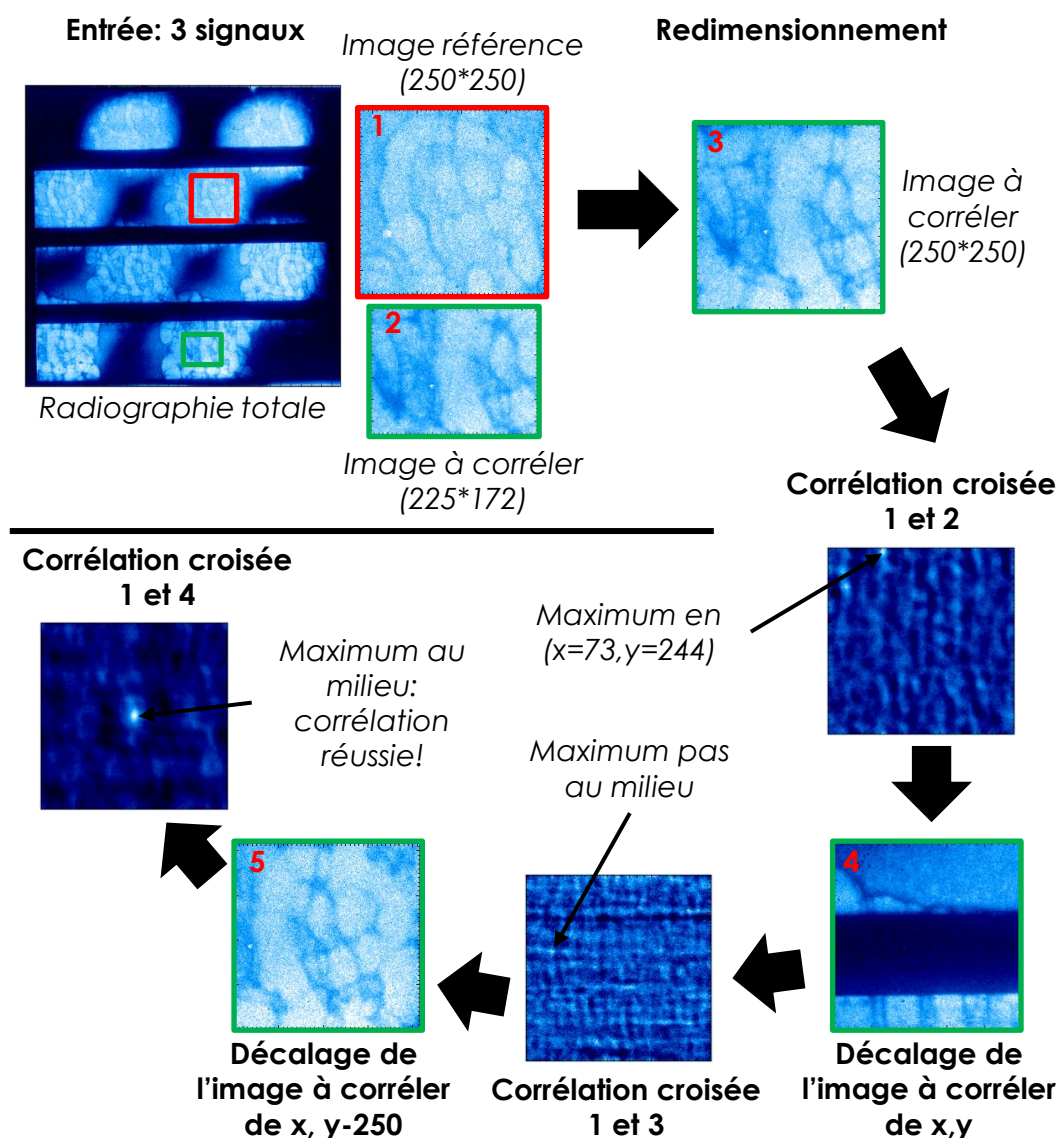 Entrée: 3 signaux
Image référence
(250*250)
Redimensionnement
1
3
Image à
corréler
(250*250)
2
Radiographie totale
Image à corréler
(225*172)
Corrélation croisée
1 et 2
Maximum en
(x=73,y=244)
Corrélation croisée
1 et 4
Maximum au
milieu:
corrélation
réussie!
Maximum pas
au milieu
5
4
Décalage de
l'image à corréler
de x, y-250
Corrélation croisée
1 et 3
Décalage de
l'image à corréler
de x,y